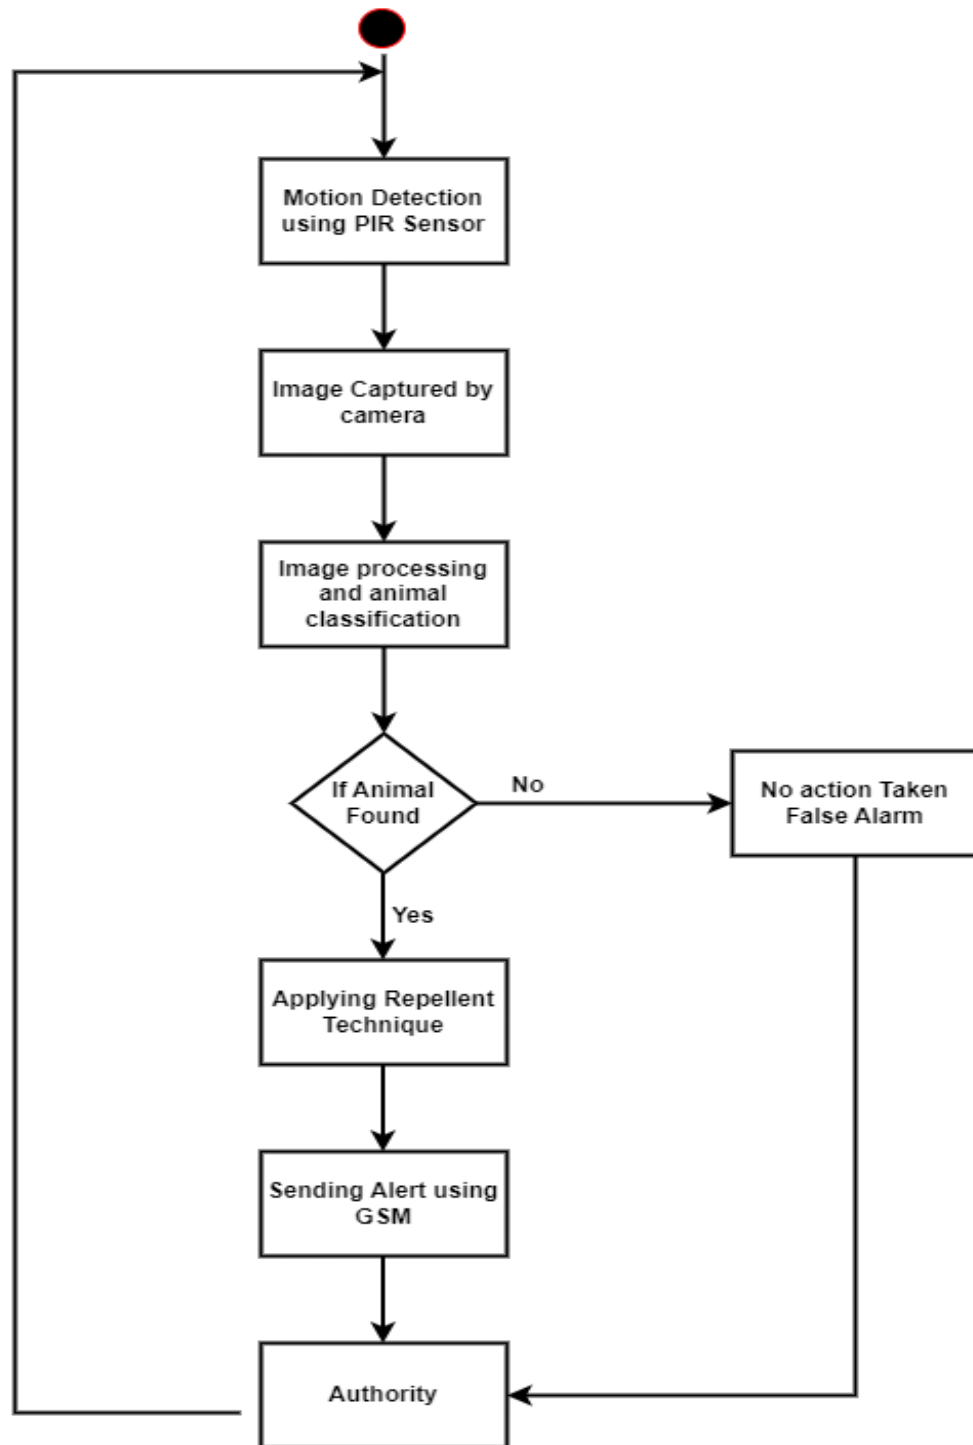 Motion Detection
using PIR Sensor
Image Captured by
camera
Image processing
and animal
classification
If Animal
Found
No
No action Taken
False Alarm
Yes
Applying Repellent
Technique
Sending Alert using
GSM
Authority